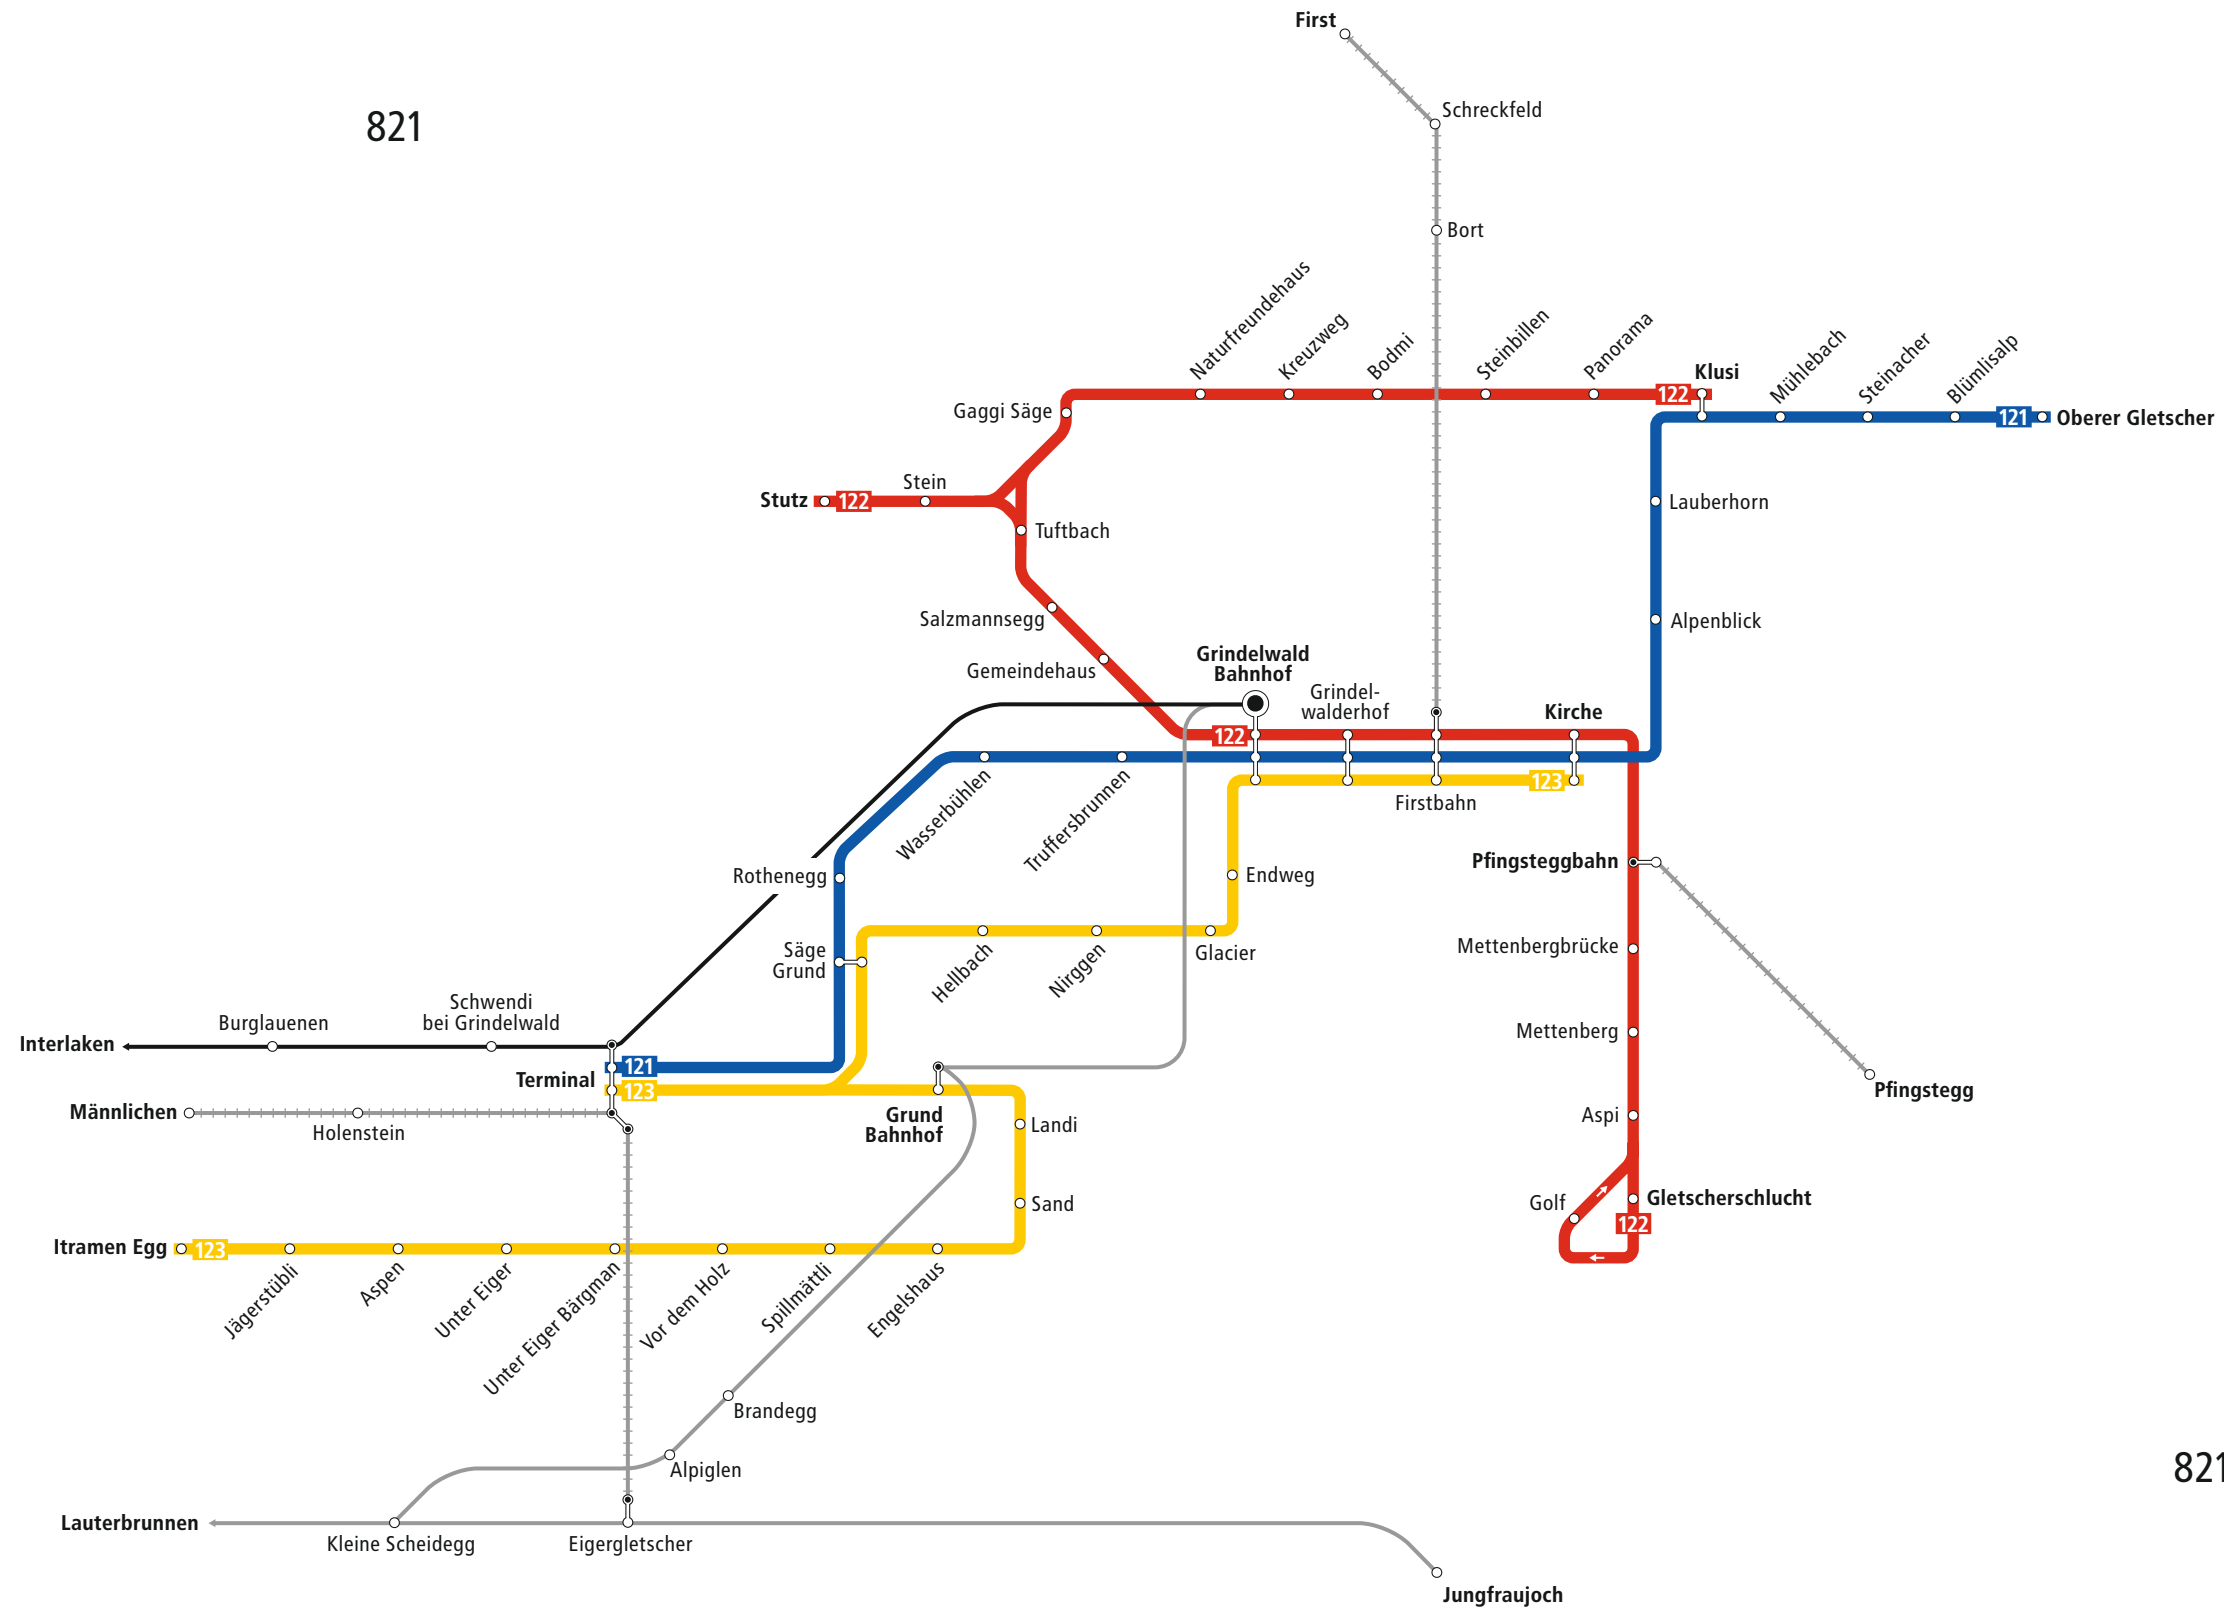 First
Schreckfeld
821
Bort
Naturfreundehaus
Kreuzweg
Bodmi
Steinbillen
Panorama
Klusi
Mühlebach
Steinacher
Blümlisalp
122
121
Oberer Gletscher
Gaggi Säge
Stein
Stutz
122
Lauberhorn
Tuftbach
Salzmannsegg
Alpenblick
Gemeindehaus
Grindelwald
Bahnhof
Grindel-
walderhof
Kirche
122
123
Firstbahn
Wasserbühlen
Truffersbrunnen
Rothenegg
Endweg
Pfingsteggbahn
Säge
Grund
Hellbach
Nirggen
Glacier
Mettenbergbrücke
Schwendi
bei Grindelwald
Burglauenen
Interlaken
Mettenberg
121
Terminal
123
Pfingstegg
Männlichen
Holenstein
Grund
Bahnhof
Landi
Aspi
Sand
Golf
Gletscherschlucht
122
Itramen Egg
123
Jägerstübli
Aspen
Unter Eiger
Unter Eiger Bärgman
Vor dem Holz
Spillmättli
Engelshaus
Brandegg
Alpiglen
821
Lauterbrunnen
Kleine Scheidegg
Eigergletscher
Jungfraujoch